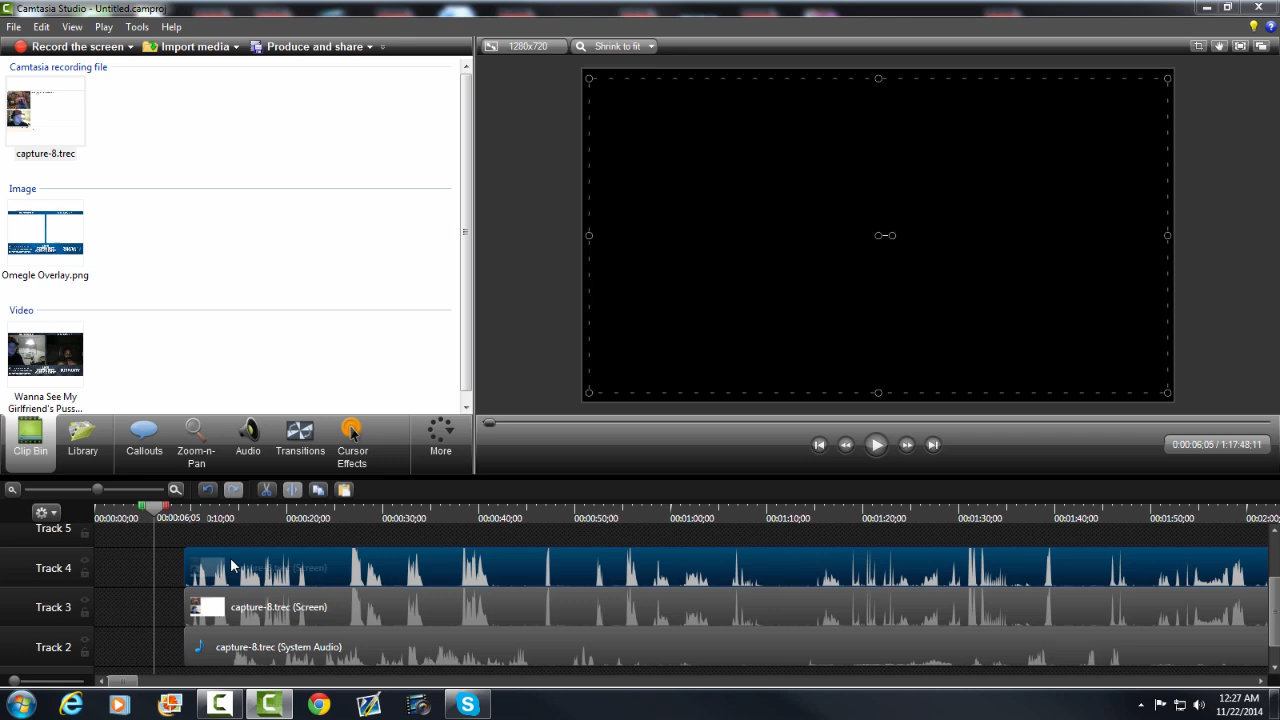 Camtasia Studio - Untitled.camproj
File Edit View Play Tools Help
Record the screen Import media Produce and share
1280x720 Shrink to fit
Camtasia recording file
capture-8.trec
Image
Omegle Overlay.png
Video
Wanna See My
Girlfriend's Puss...
Clip Bin Library Callouts Zoom-n-Pan Audio Transitions Cursor Effects More
0:00:06;05 / 1:17:48;11
00:00:00;00 00:00:06;05 0:10;00 00:00:20;00 00:00:30;00 00:00:40;00 00:00:50;00 00:01:00;00 00:01:10;00 00:01:20;00 00:01:30;00 00:01:40;00 00:01:50;00 00:02:00
Track 5
Track 4 capture-8.trec (Screen)
Track 3 capture-8.trec (Screen)
Track 2 capture-8.trec (System Audio)
12:27 AM
11/22/2014